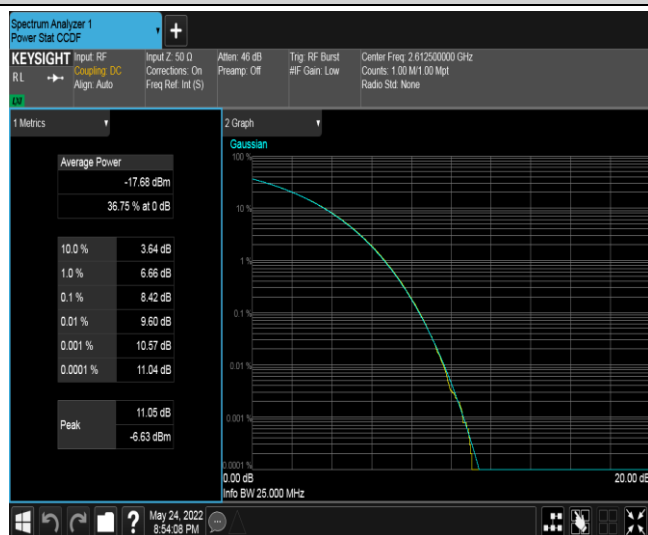 Spectrum Analyzer 1
Power Stat CCDF
KEYSIGHT
RL
LXI
Input: RF
Coupling: DC
Align: Auto
Input Z: 50 Ω
Corrections: On
Freq Ref: Int (S)
Atten: 46 dB
Preamp: Off
Trig: RF Burst
#IF Gain: Low
Center Freq: 2.612500000 GHz
Counts: 1.00 M/1.00 Mpt
Radio Std: None
1 Metrics
Average Power
-17.68 dBm
36.75 % at 0 dB
10.0 % 3.64 dB
1.0 % 6.66 dB
0.1 % 8.42 dB
0.01 % 9.60 dB
0.001 % 10.57 dB
0.0001 % 11.04 dB
Peak
11.05 dB
-6.63 dBm
2 Graph
Gaussian
100 %
10 %
1 %
0.1 %
0.01 %
0.001 %
0.0001 %
0.00 dB
20.00 dB
Info BW 25.000 MHz
?
May 24, 2022
8:54:08 PM